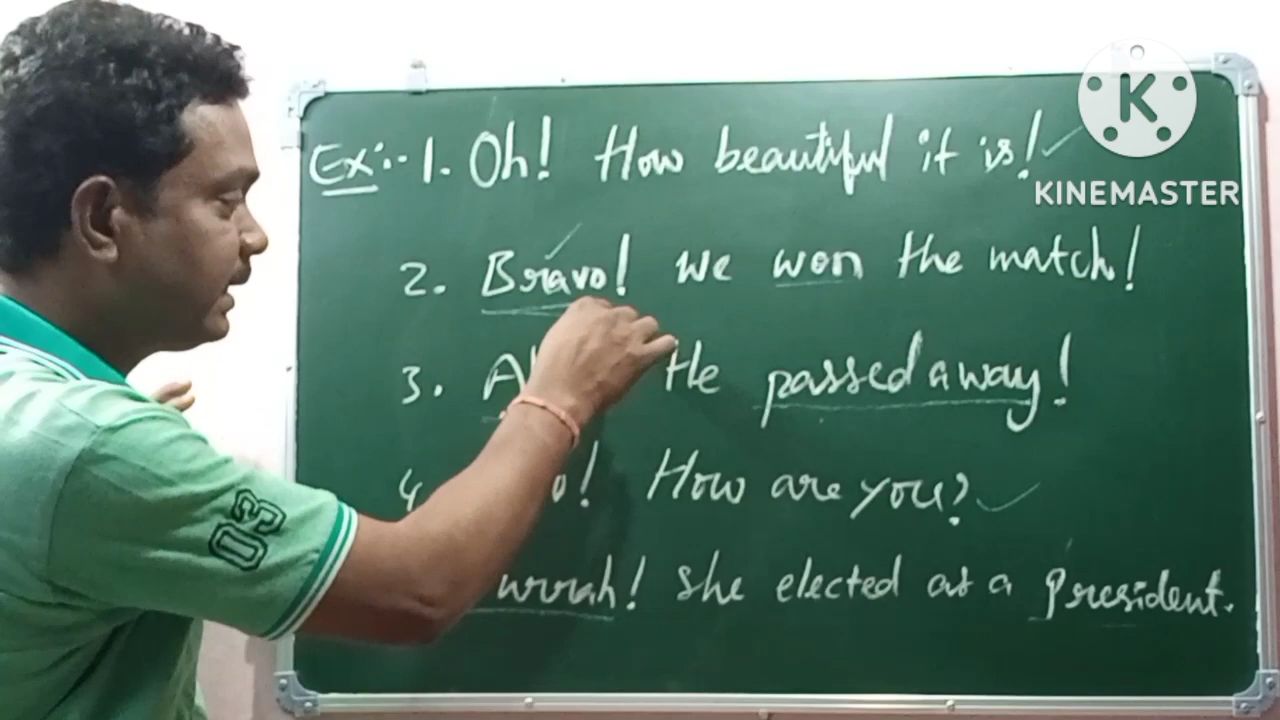 Ex:- 1. Oh! How beautiful it is!
2. Bravo! we won the match!
3. He passed away!
4 How are you?
She elected as a President.
03
K
KINEMASTER